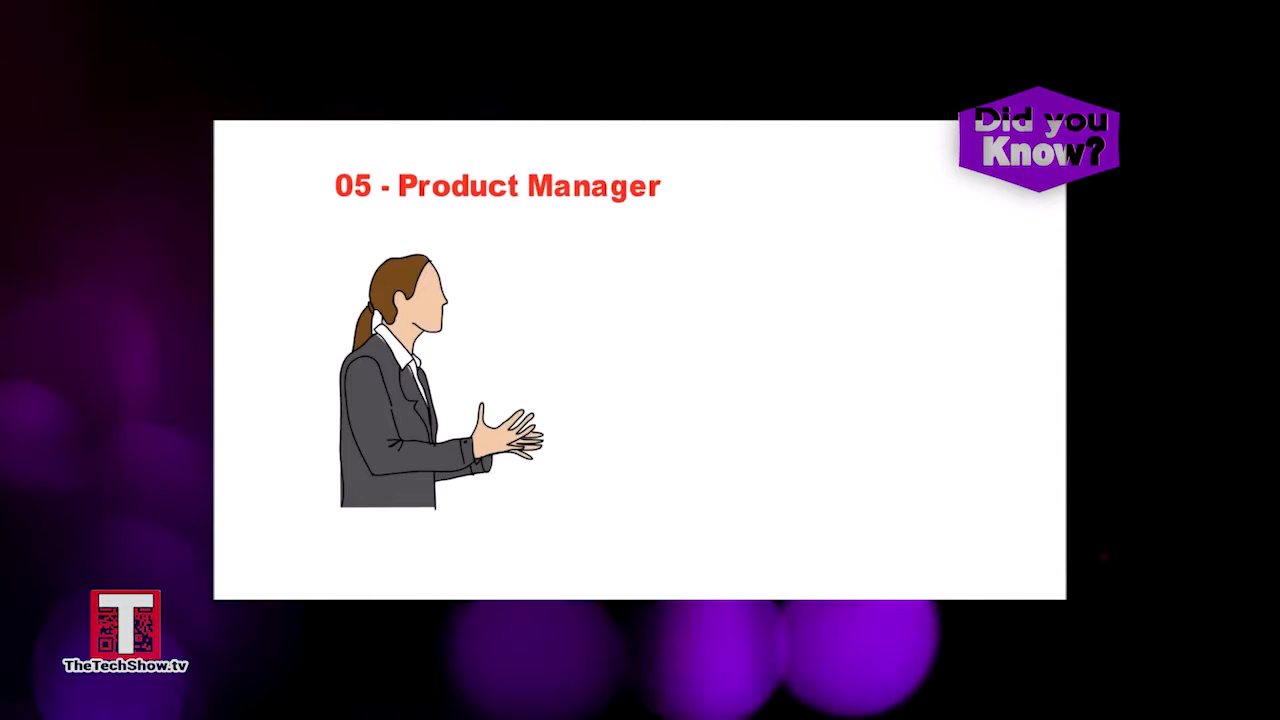 Did you
Know?
05 - Product Manager
T
TheTechShow.tv